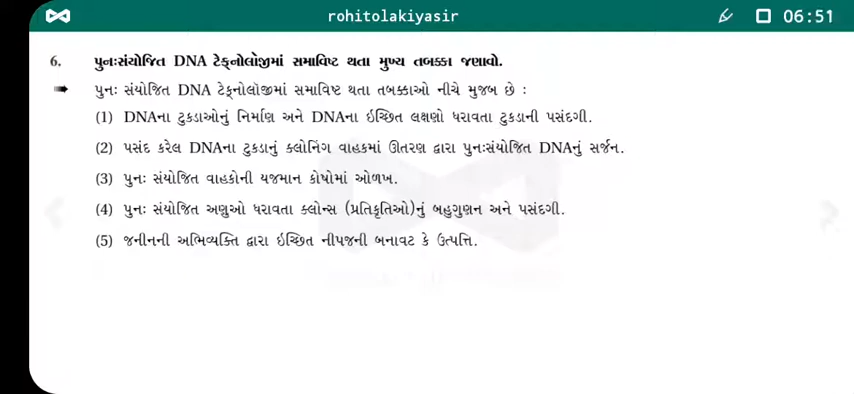 rohitolakiyasir
06:51
6. પુનઃસંયોજિત DNA ટેક્નોલૉજીમાં સમાવિષ્ટ થતા મુખ્ય તબક્કા જણાવો.
➠ પુનઃ સંયોજિત DNA ટેક્નોલૉજીમાં સમાવિષ્ટ થતા તબક્કાઓ નીચે મુજબ છે :
(1) DNAના ટુકડાઓનું નિર્માણ અને DNAના ઇચ્છિત લક્ષણો ધરાવતા ટુકડાની પસંદગી.
(2) પસંદ કરેલ DNAના ટુકડાનું ક્લોનિંગ વાહકમાં ઊતરણ દ્વારા પુનઃસંયોજિત DNAનું સર્જન.
(3) પુનઃ સંયોજિત વાહકોની યજમાન કોષોમાં ઓળખ.
(4) પુનઃ સંયોજિત અણુઓ ધરાવતા ક્લોન્સ (પ્રતિકૃતિઓ)નું બહુગુણન અને પસંદગી.
(5) જનીનની અભિવ્યક્તિ દ્વારા ઇચ્છિત નીપજની બનાવટ કે ઉત્પત્તિ.